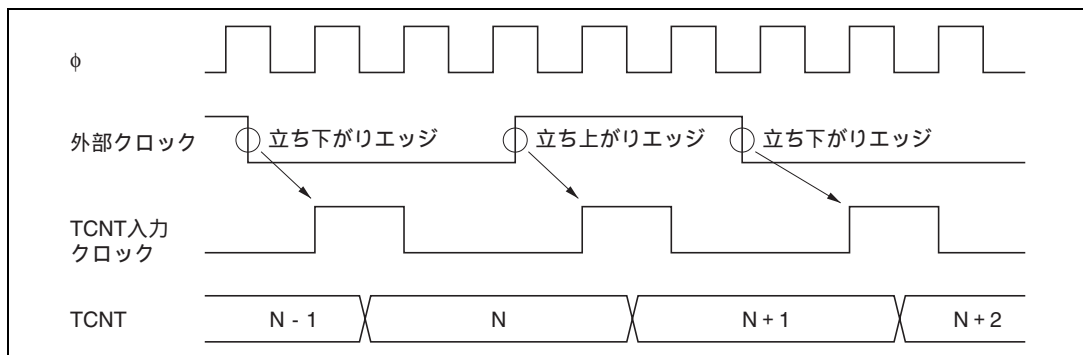 φ
外部クロック
立ち下がりエッジ
立ち上がりエッジ
立ち下がりエッジ
TCNT入力
クロック
TCNT
N - 1
N
N + 1
N + 2